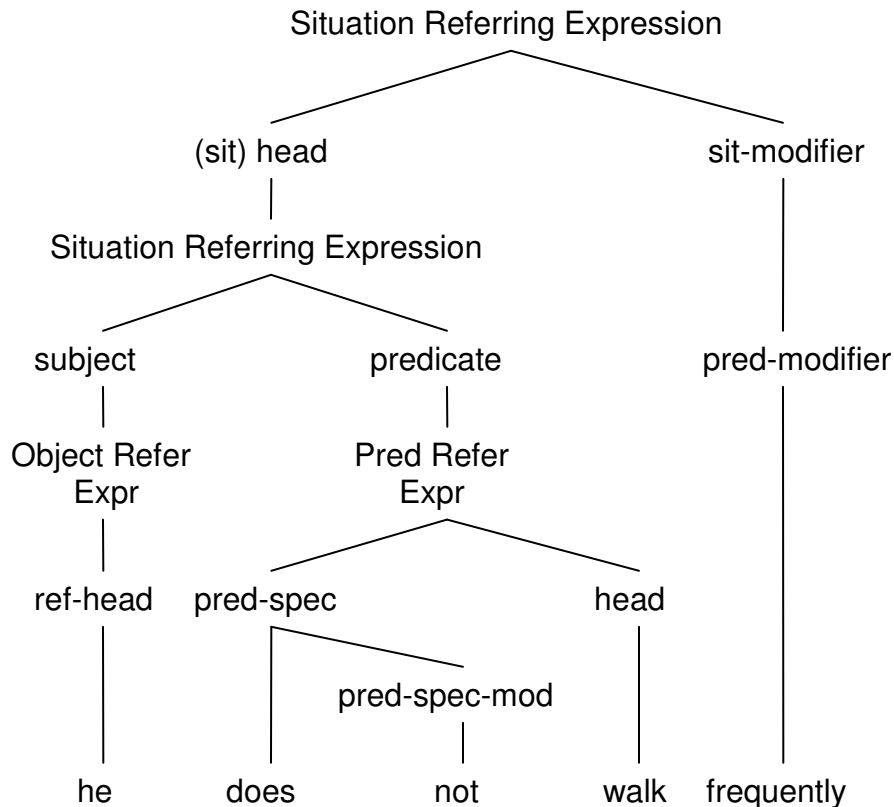 Situation Referring Expression
(sit) head sit-modifier
Situation Referring Expression
subject predicate pred-modifier
Object Refer Pred Refer
Expr Expr
ref-head pred-spec head
pred-spec-mod
he does not walk frequently